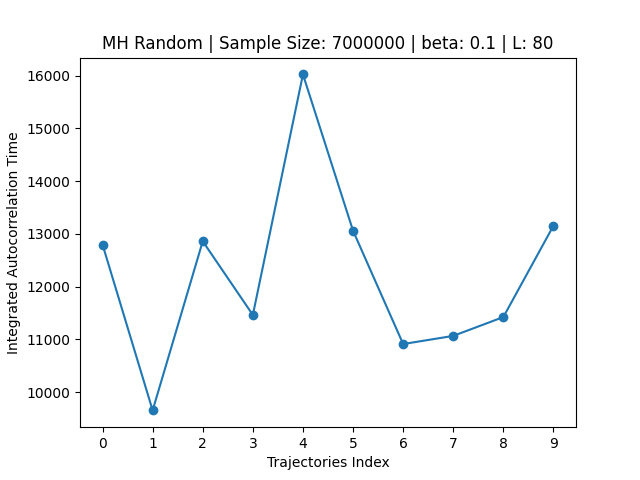 MH Random | Sample Size: 7000000 | beta: 0.1 | L: 80
Integrated Autocorrelation Time
16000
15000
14000
13000
12000
11000
10000
0 1 2 3 4 5 6 7 8 9
Trajectories Index